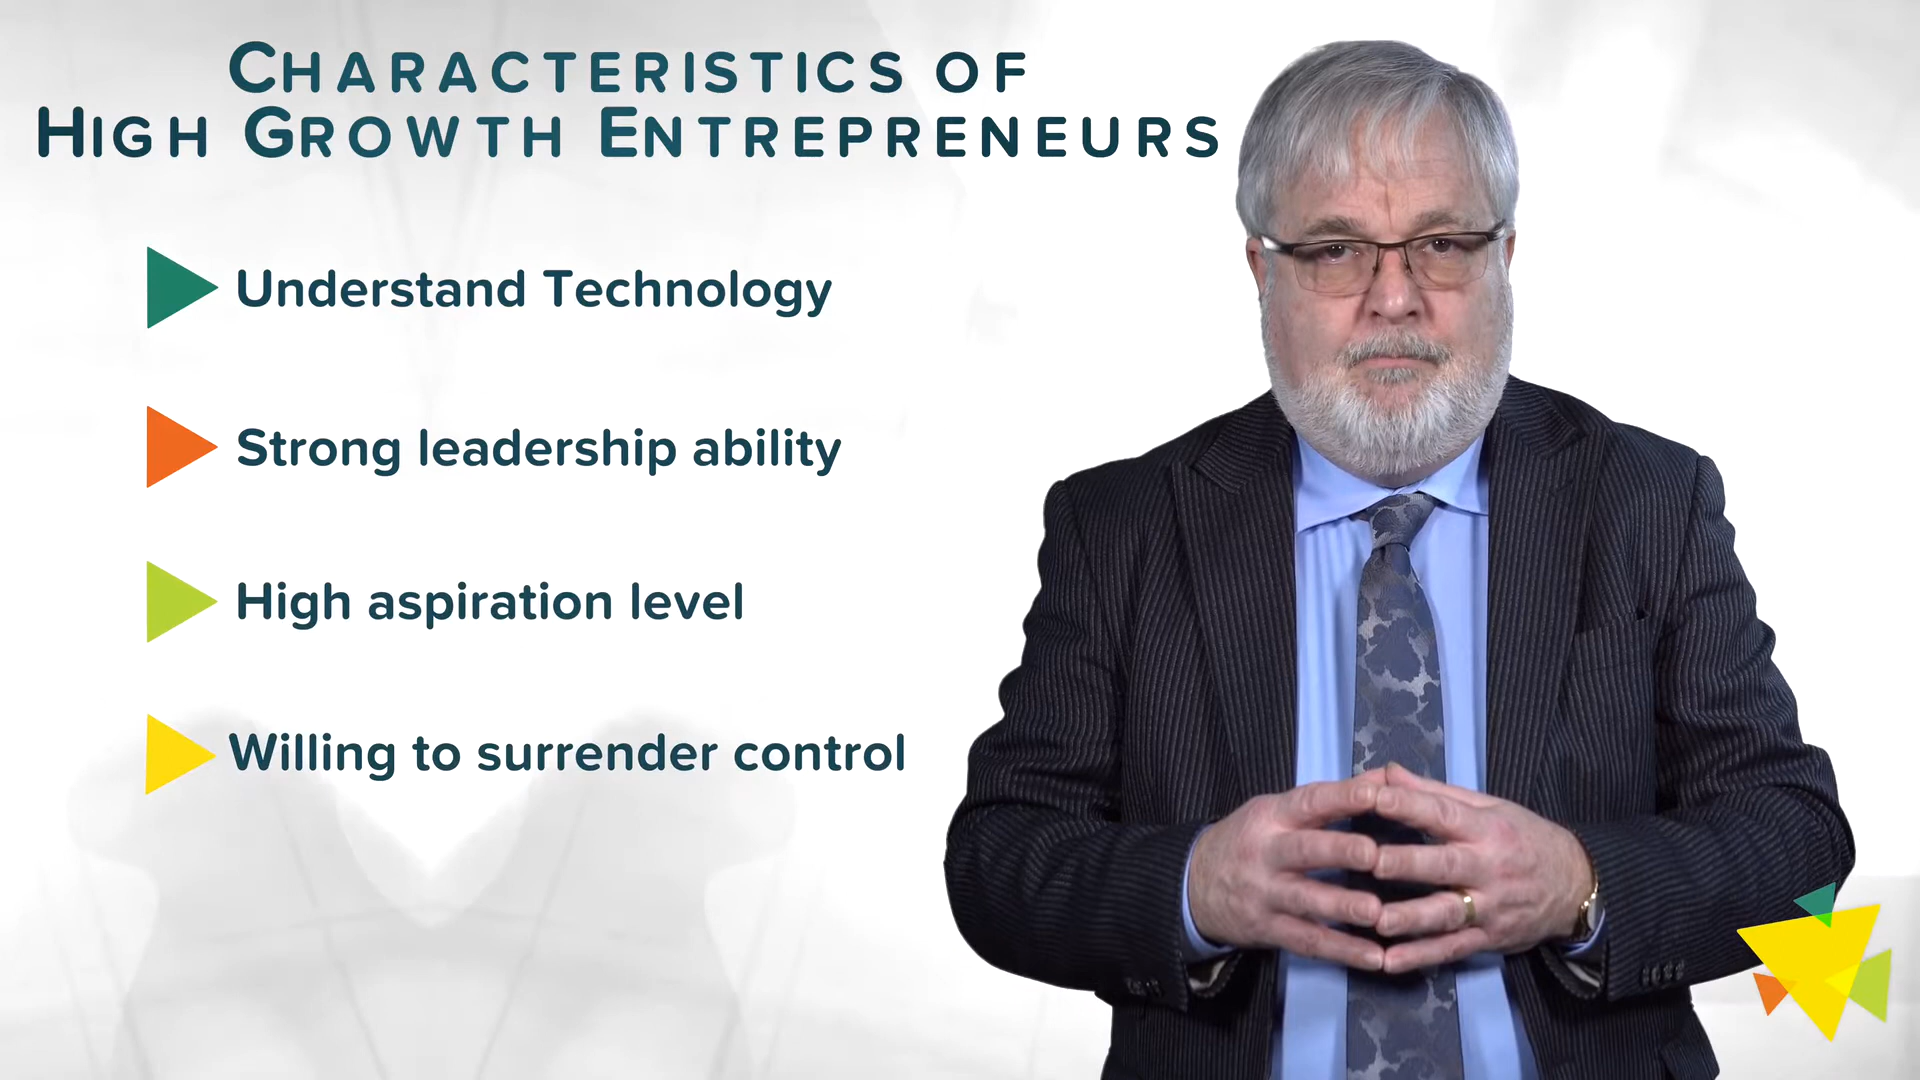 Characteristics of
High Growth Entrepreneurs
Understand Technology
Strong leadership ability
High aspiration level
Willing to surrender control